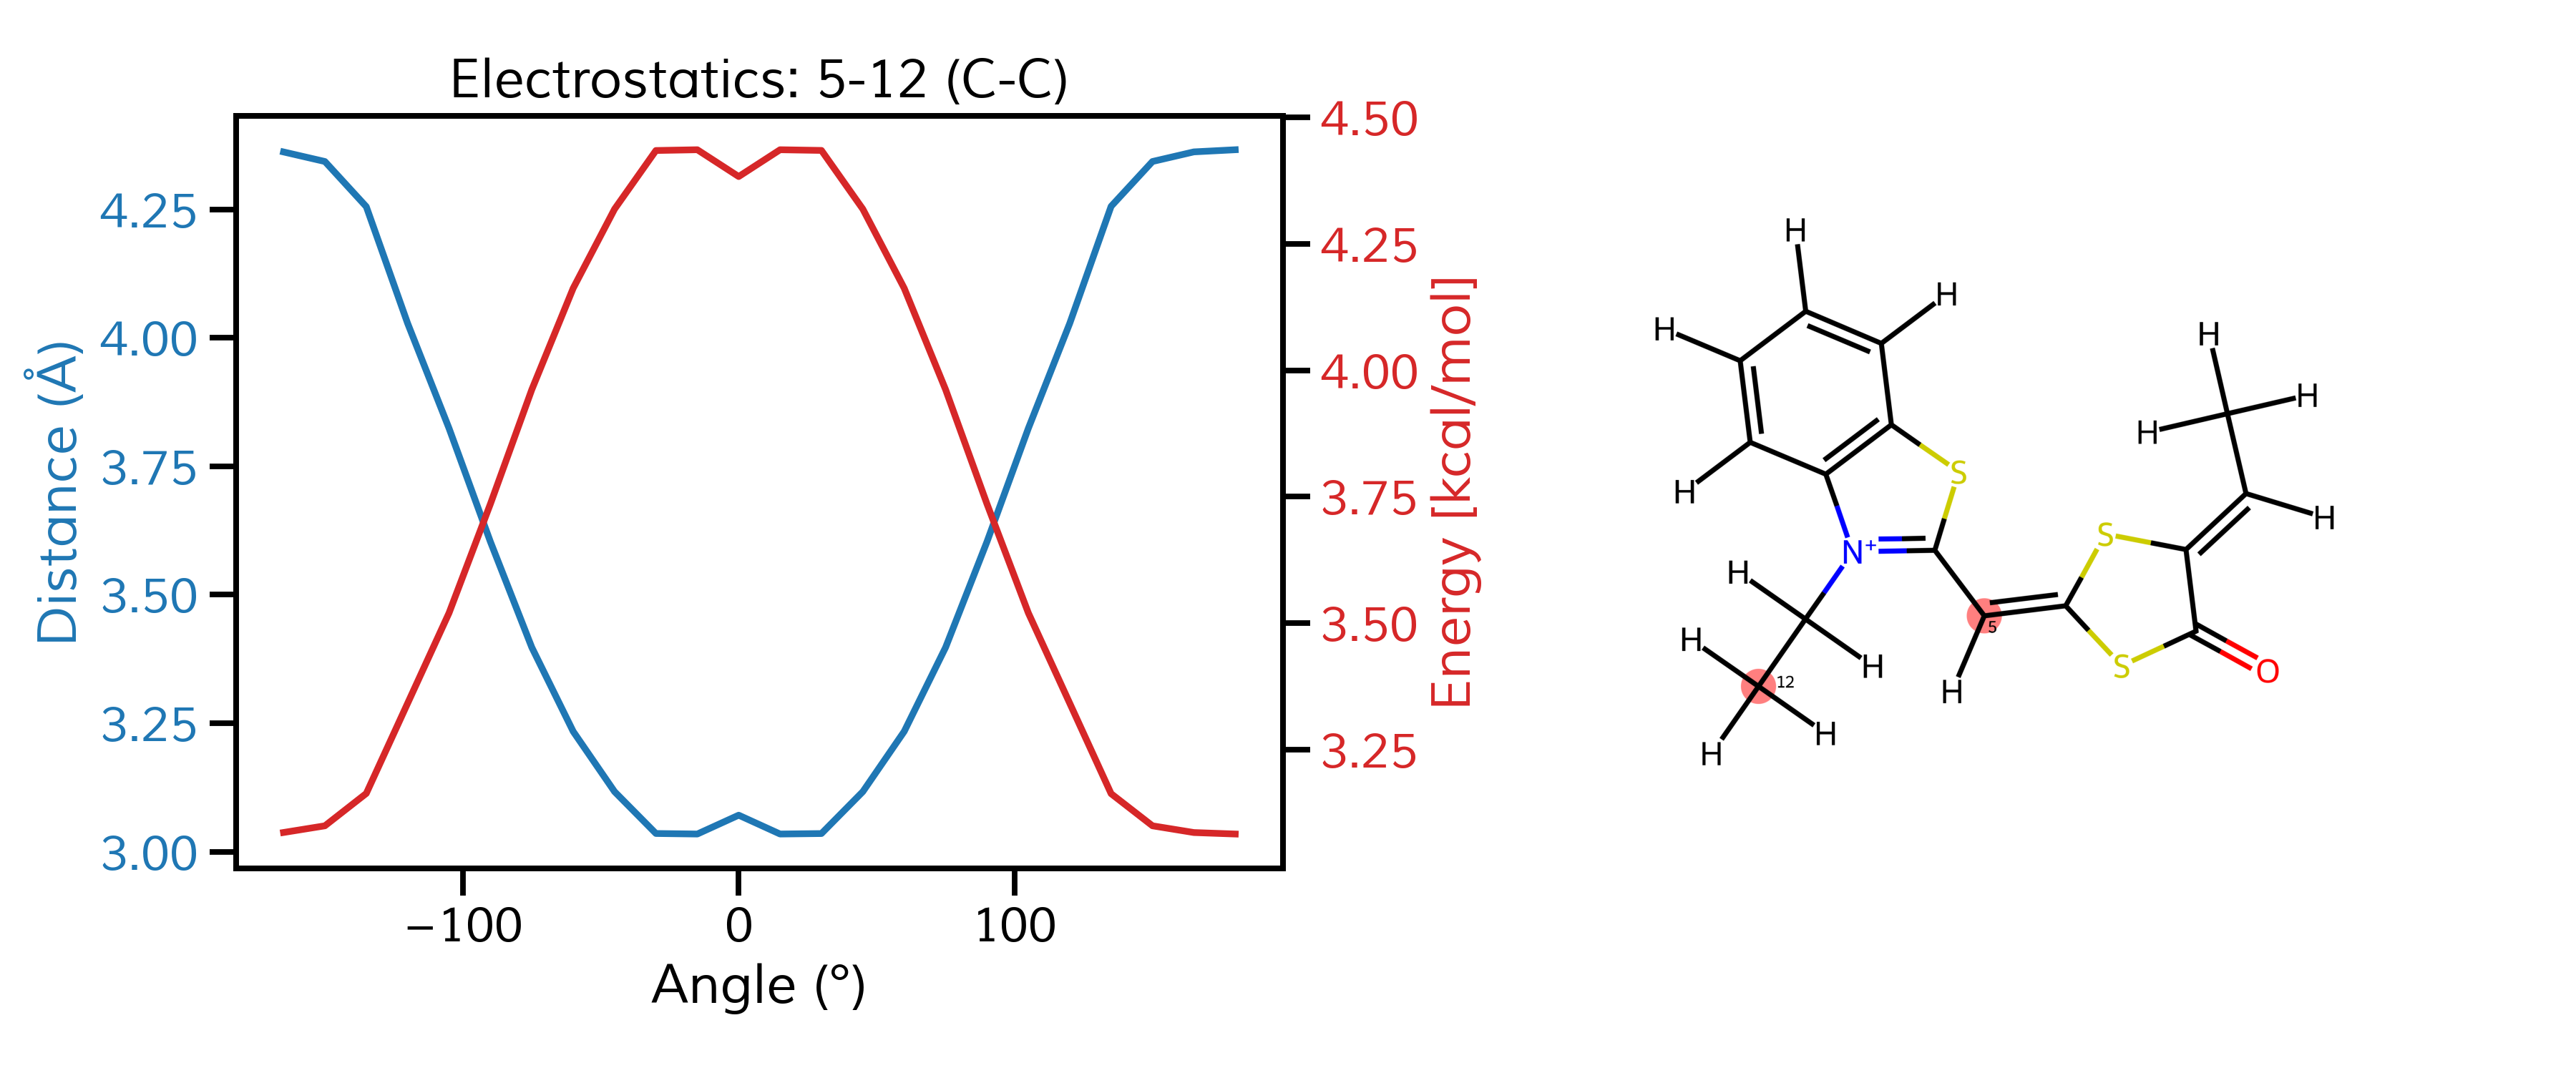 Electrostatics: 5-12 (C-C)
Distance (Å)
4.25
4.00
3.75
3.50
3.25
3.00
4.50
4.25
4.00
3.75
3.50
3.25
Energy [kcal/mol]
−100 0 100
Angle (°)
H
H
H
H
H
H
H
S
H
S
N+
H
H
5
S
O
H
12
H
H
H
H